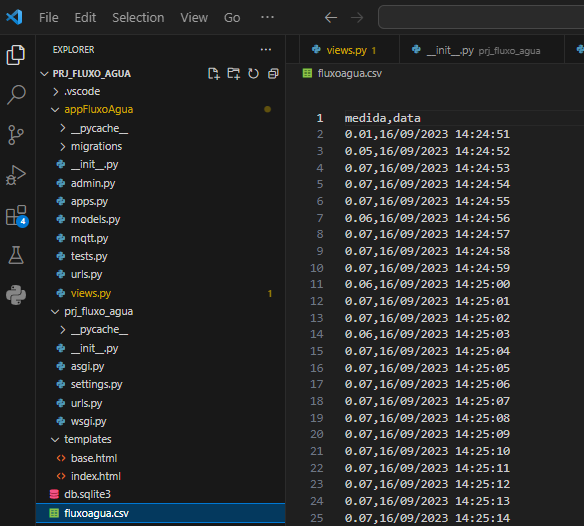 File Edit Selection View Go ···
EXPLORER ···
PRJ_FLUXO_AGUA
.vscode
appFluxoAgua
__pycache__
migrations
__init__.py
admin.py
apps.py
models.py
mqtt.py
tests.py
urls.py
views.py 1
prj_fluxo_agua
__pycache__
__init__.py
asgi.py
settings.py
urls.py
wsgi.py
templates
base.html
index.html
db.sqlite3
fluxoagua.csv
4
views.py 1 __init__.py prj_fluxo_agua
fluxoagua.csv
1 medida,data
2 0.01,16/09/2023 14:24:51
3 0.05,16/09/2023 14:24:52
4 0.07,16/09/2023 14:24:53
5 0.07,16/09/2023 14:24:54
6 0.07,16/09/2023 14:24:55
7 0.06,16/09/2023 14:24:56
8 0.07,16/09/2023 14:24:57
9 0.07,16/09/2023 14:24:58
10 0.07,16/09/2023 14:24:59
11 0.06,16/09/2023 14:25:00
12 0.07,16/09/2023 14:25:01
13 0.07,16/09/2023 14:25:02
14 0.06,16/09/2023 14:25:03
15 0.07,16/09/2023 14:25:04
16 0.07,16/09/2023 14:25:05
17 0.07,16/09/2023 14:25:06
18 0.07,16/09/2023 14:25:07
19 0.07,16/09/2023 14:25:08
20 0.07,16/09/2023 14:25:09
21 0.07,16/09/2023 14:25:10
22 0.07,16/09/2023 14:25:11
23 0.07,16/09/2023 14:25:12
24 0.07,16/09/2023 14:25:13
25 0.07,16/09/2023 14:25:14